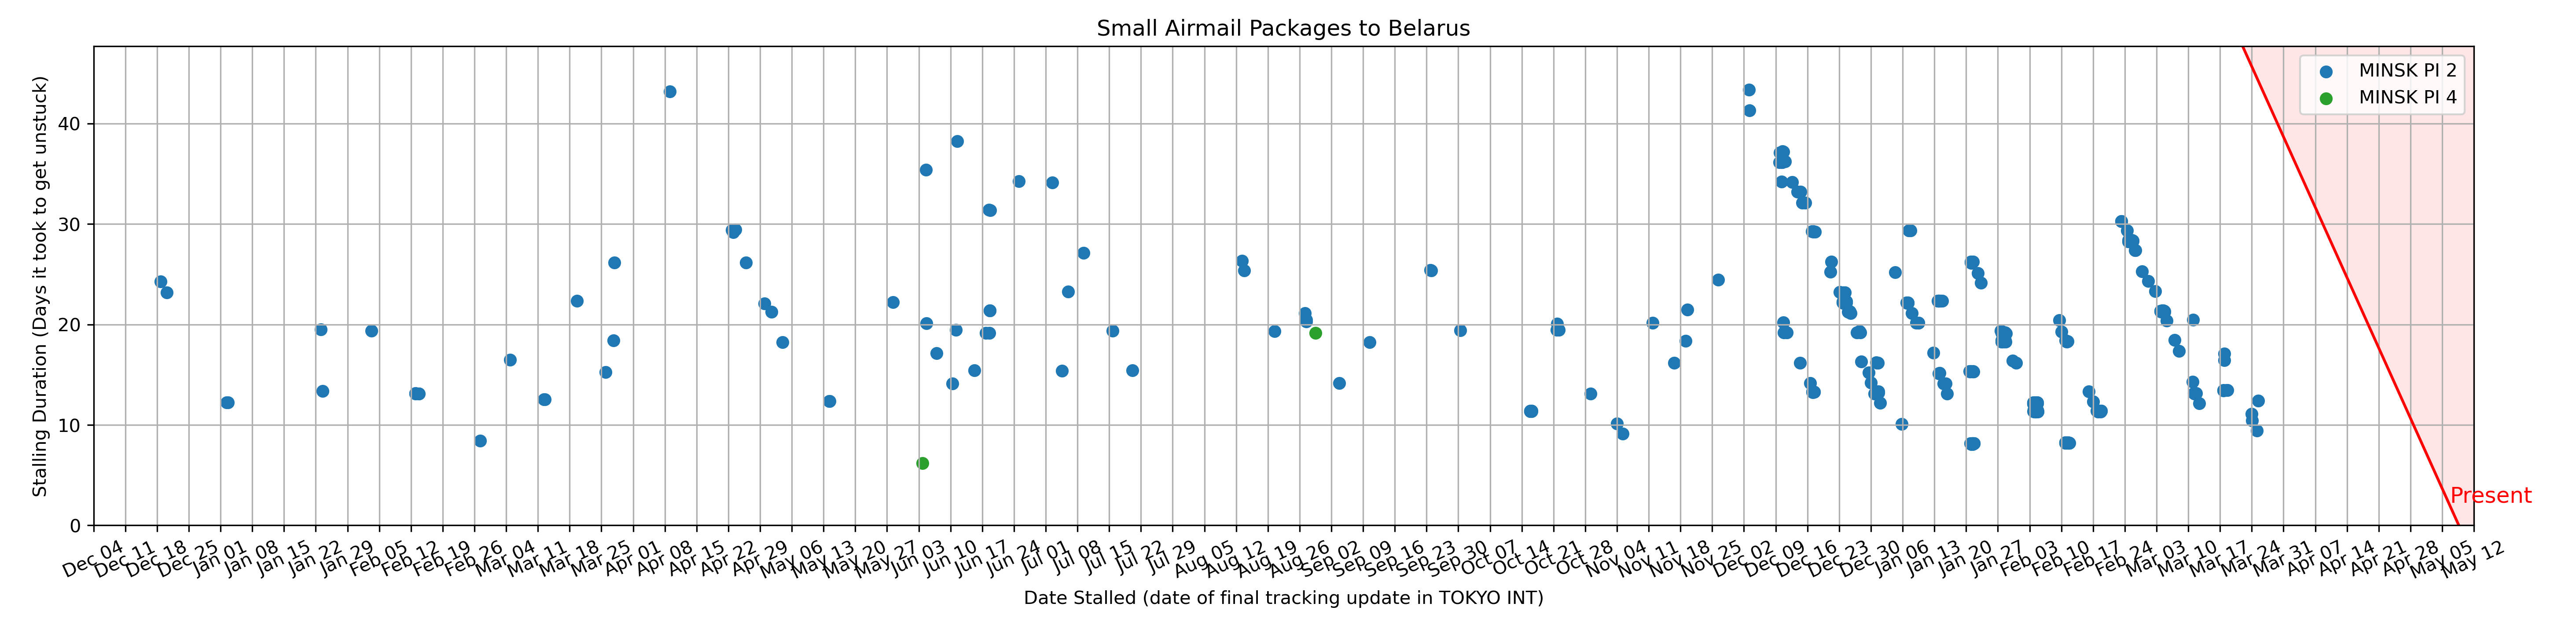 Small Airmail Packages to Belarus
Stalling Duration (Days it took to get unstuck)
40
30
20
10
0
MINSK PI 2
MINSK PI 4
Present
Dec 04
Dec 11
Dec 18
Dec 25
Jan 01
Jan 08
Jan 15
Jan 22
Jan 29
Feb 05
Feb 12
Feb 19
Feb 26
Mar 04
Mar 11
Mar 18
Mar 25
Apr 01
Apr 08
Apr 15
Apr 22
Apr 29
May 06
May 13
May 20
May 27
Jun 03
Jun 10
Jun 17
Jun 24
Jul 01
Jul 08
Jul 15
Jul 22
Jul 29
Aug 05
Aug 12
Aug 19
Aug 26
Sep 02
Sep 09
Sep 16
Sep 23
Sep 30
Oct 07
Oct 14
Oct 21
Oct 28
Nov 04
Nov 11
Nov 18
Nov 25
Dec 02
Dec 09
Dec 16
Dec 23
Dec 30
Jan 06
Jan 13
Jan 20
Jan 27
Feb 03
Feb 10
Feb 17
Feb 24
Mar 03
Mar 10
Mar 17
Mar 24
Mar 31
Apr 07
Apr 14
Apr 21
Apr 28
May 05
May 12
Date Stalled (date of final tracking update in TOKYO INT)